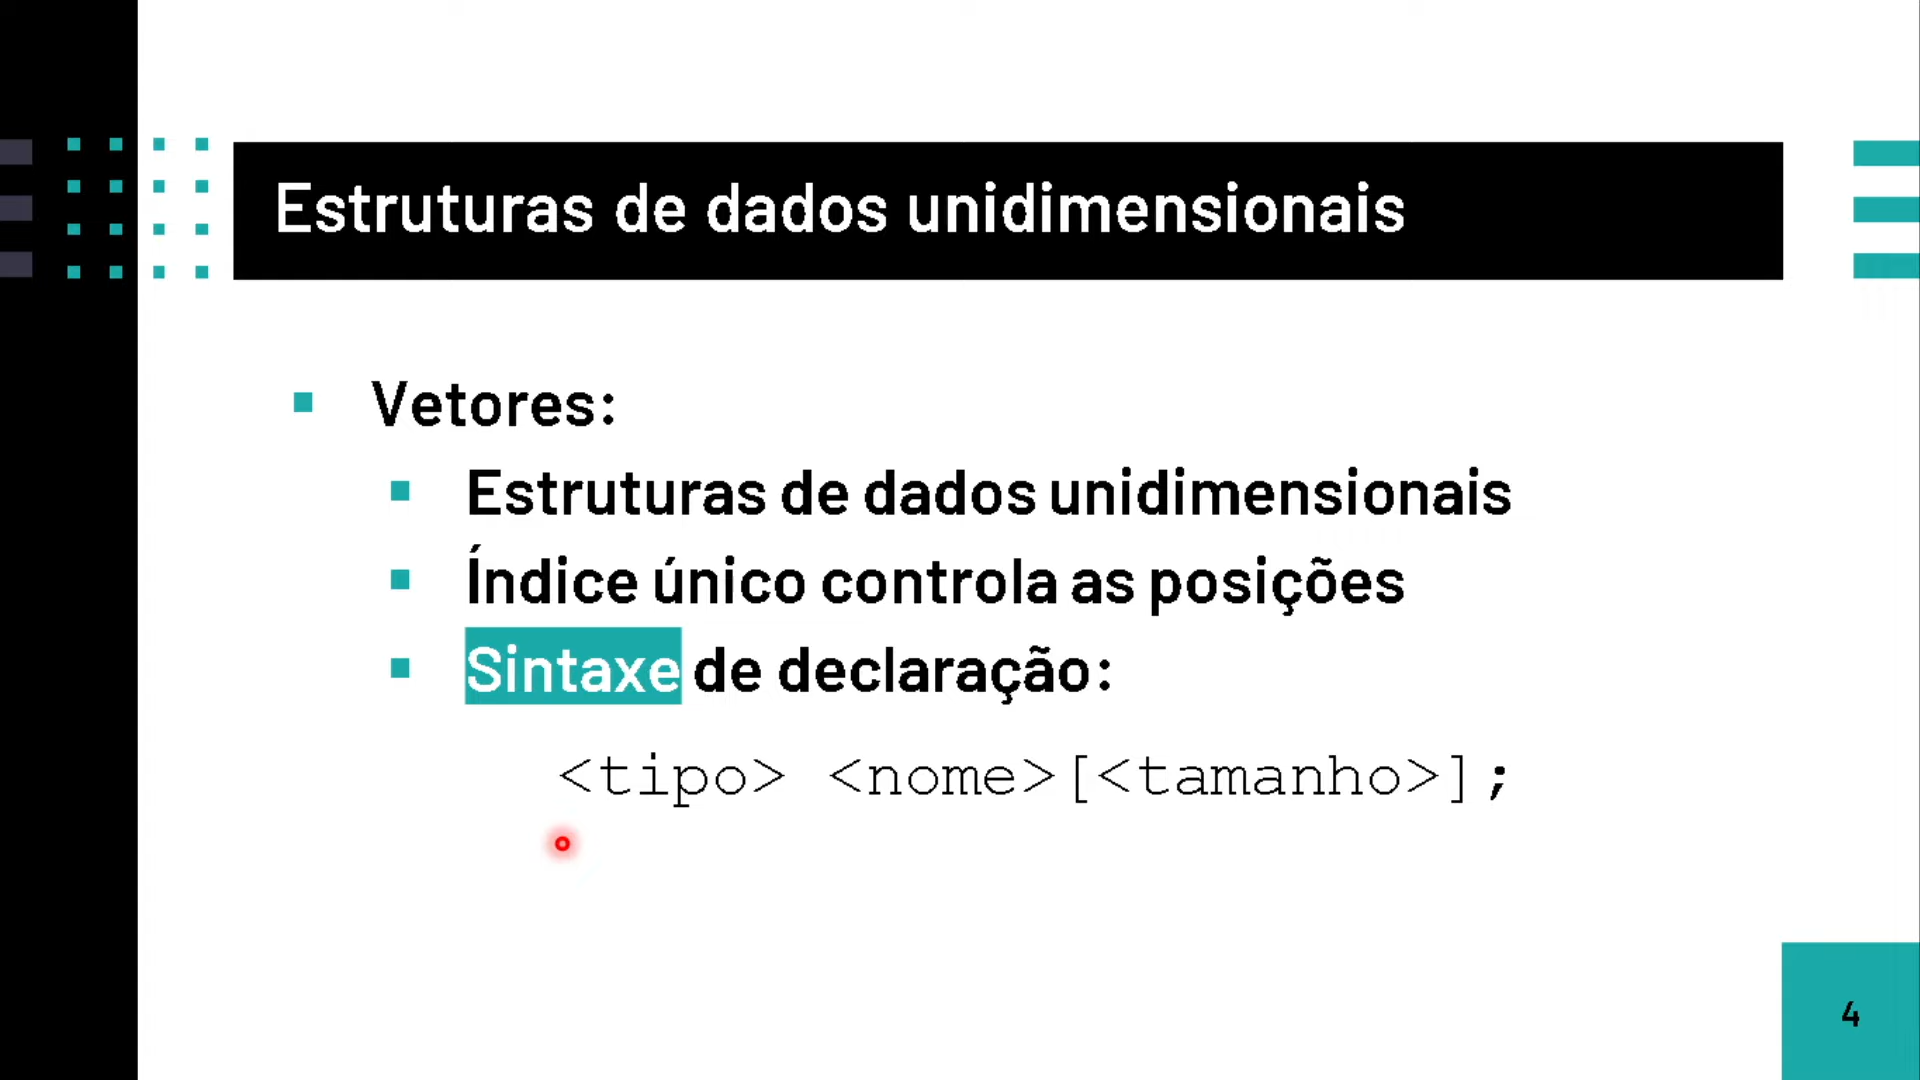 Estruturas de dados unidimensionais
Vetores:
Estruturas de dados unidimensionais
Índice único controla as posições
Sintaxe de declaração:
<tipo> <nome>[<tamanho>];
4